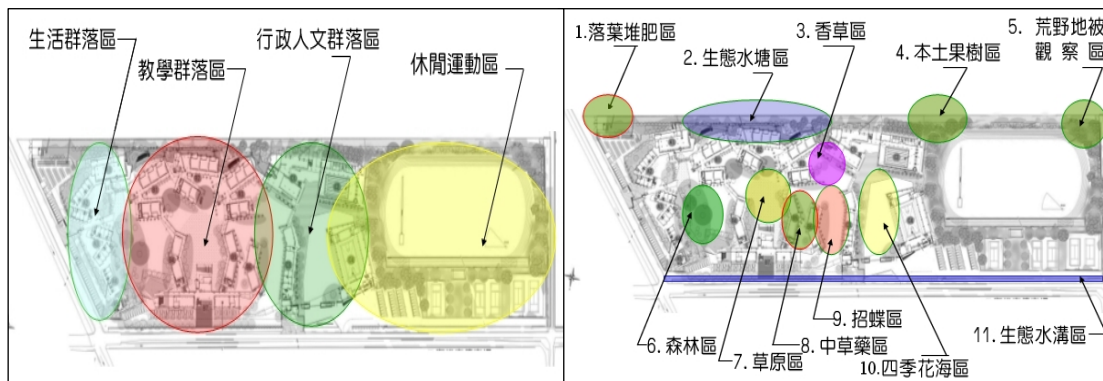 生活群落區
教學群落區
行政人文群落區
休閒運動區
1.落葉堆肥區
2.生態水塘區
3.香草區
4.本土果樹區
5.荒野地被
觀察區
6.森林區
7.草原區
8.中草藥區
9.招蝶區
10.四季花海區
11.生態水溝區